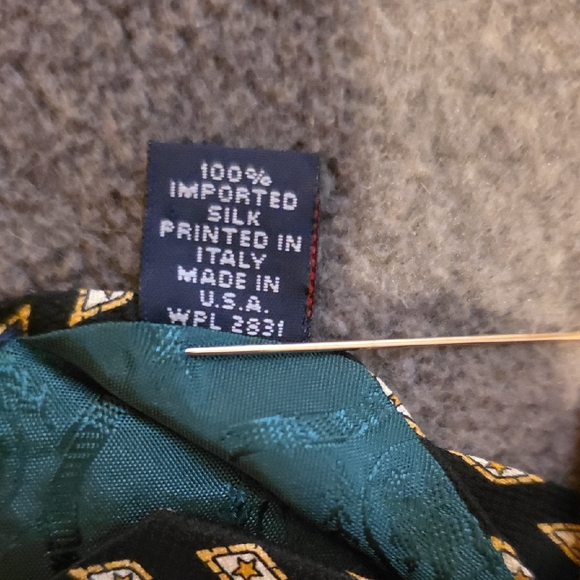 100%
IMPORTED
SILK
PRINTED IN
ITALY
MADE IN
U.S.A.
WPL 2831